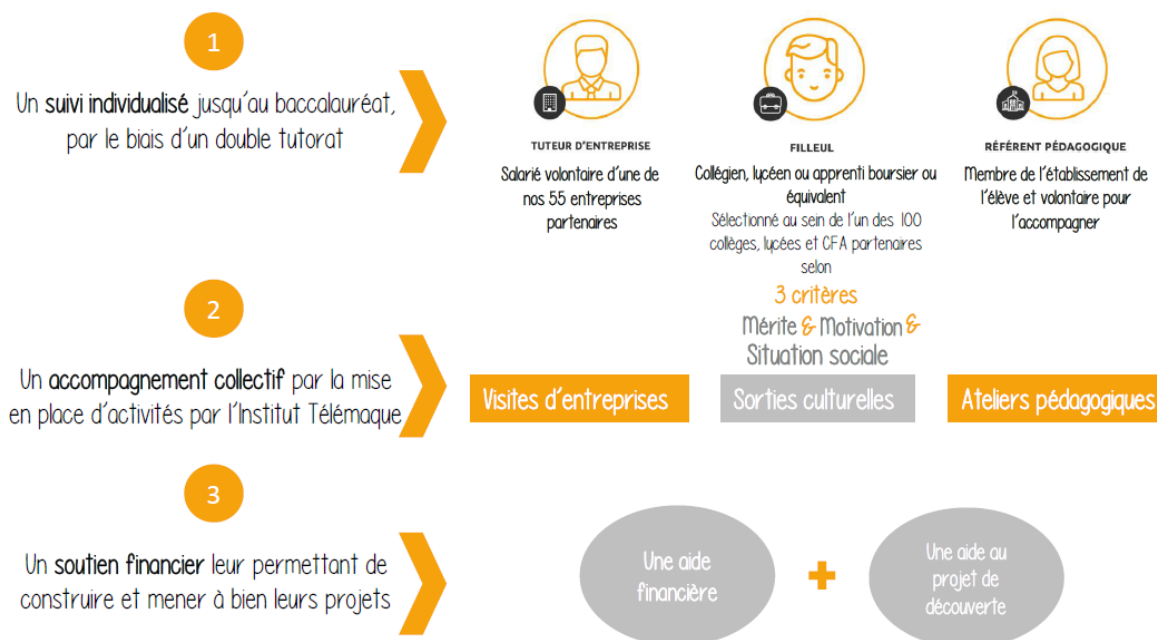 1
Un suivi individualisé jusqu'au baccalauréat,
par le biais d'un double tutorat
TUTEUR D'ENTREPRISE
Salarié volontaire d'une de
nos 55 entreprises
partenaires
FILLEUL
Collégien, lycéen ou apprenti boursier ou
équivalent
Sélectionné au sein de l'un des 100
collèges, lycées et CFA partenaires
selon
3 critères
Mérite & Motivation &
Situation sociale
RÉFÉRENT PÉDAGOGIQUE
Membre de l'établissement de
l'élève et volontaire pour
l'accompagner
2
Un accompagnement collectif par la mise
en place d'activités par l'Institut Télémaque
Visites d'entreprises
Sorties culturelles
Ateliers pédagogiques
3
Un soutien financier leur permettant de
construire et mener à bien leurs projets
Une aide
financière
+
Une aide au
projet de
découverte